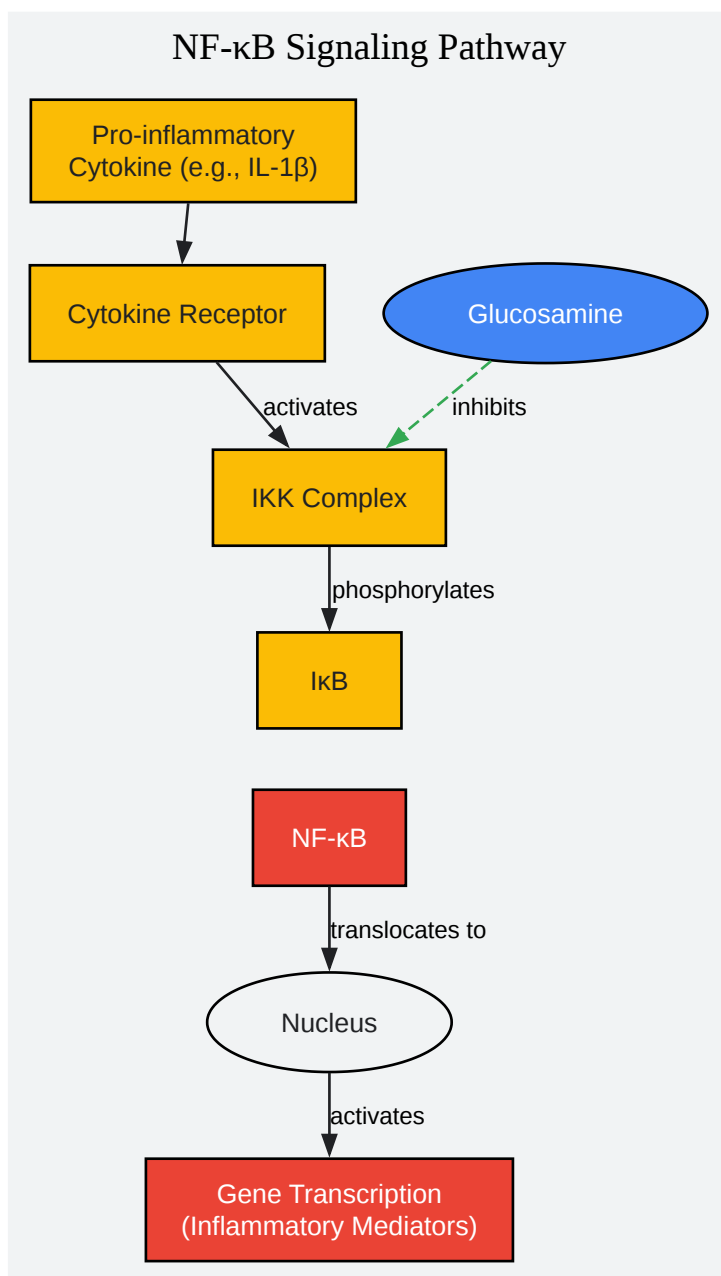 NF-κB Signaling Pathway
Pro-inflammatory
Cytokine (e.g., IL-1β)
Cytokine Receptor
Glucosamine
activates
inhibits
IKK Complex
phosphorylates
IκB
NF-κB
translocates to
Nucleus
activates
Gene Transcription
(Inflammatory Mediators)